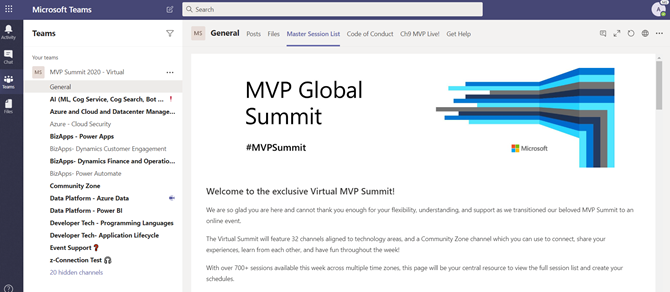 Microsoft Teams
Search
A
Activity
Chat
Teams
Files
Teams
Your teams
MS MVP Summit 2020 - Virtual ...
General
AI (ML, Cog Service, Cog Search, Bot ...
Azure and Cloud and Datacenter Manage...
Azure - Cloud Security
BizApps - Power Apps
BizApps- Dynamics Customer Engagement
BizApps- Dynamics Finance and Operatio...
BizApps - Power Automate
Community Zone
Data Platform - Azure Data
Data Platform - Power BI
Developer Tech - Programming Languages
Developer Tech- Application Lifecycle
Event Support ❓
z-Connection Test 🎧
20 hidden channels
MS General Posts Files Master Session List Code of Conduct Ch9 MVP Live! Get Help
MVP Global
Summit
#MVPSummit
Microsoft
Welcome to the exclusive Virtual MVP Summit!
We are so glad you are here and cannot thank you enough for your flexibility, understanding, and support as we transitioned our beloved MVP Summit to an
online event.
The Virtual Summit will feature 32 channels aligned to technology areas, and a Community Zone channel which you can use to connect, share your
experiences, learn from each other, and have fun throughout the week!
With over 700+ sessions available this week across multiple time zones, this page will be your central resource to view the full session list and create your
schedules.